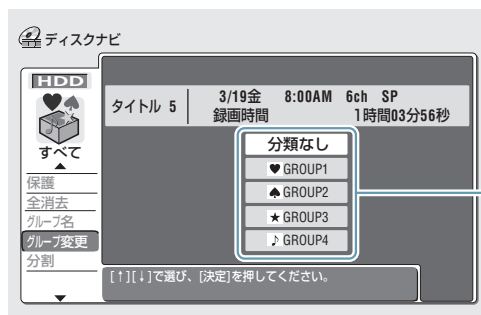 ディスクナビ
HDD
すべて
保護
全消去
グループ名
グループ変更
分割
タイトル 5 3/19金 8:00AM 6ch SP
録画時間 1時間03分56秒
分類なし
♥ GROUP1
♠ GROUP2
★ GROUP3
♪ GROUP4
[↑][↓]で選び、[決定]を押してください。